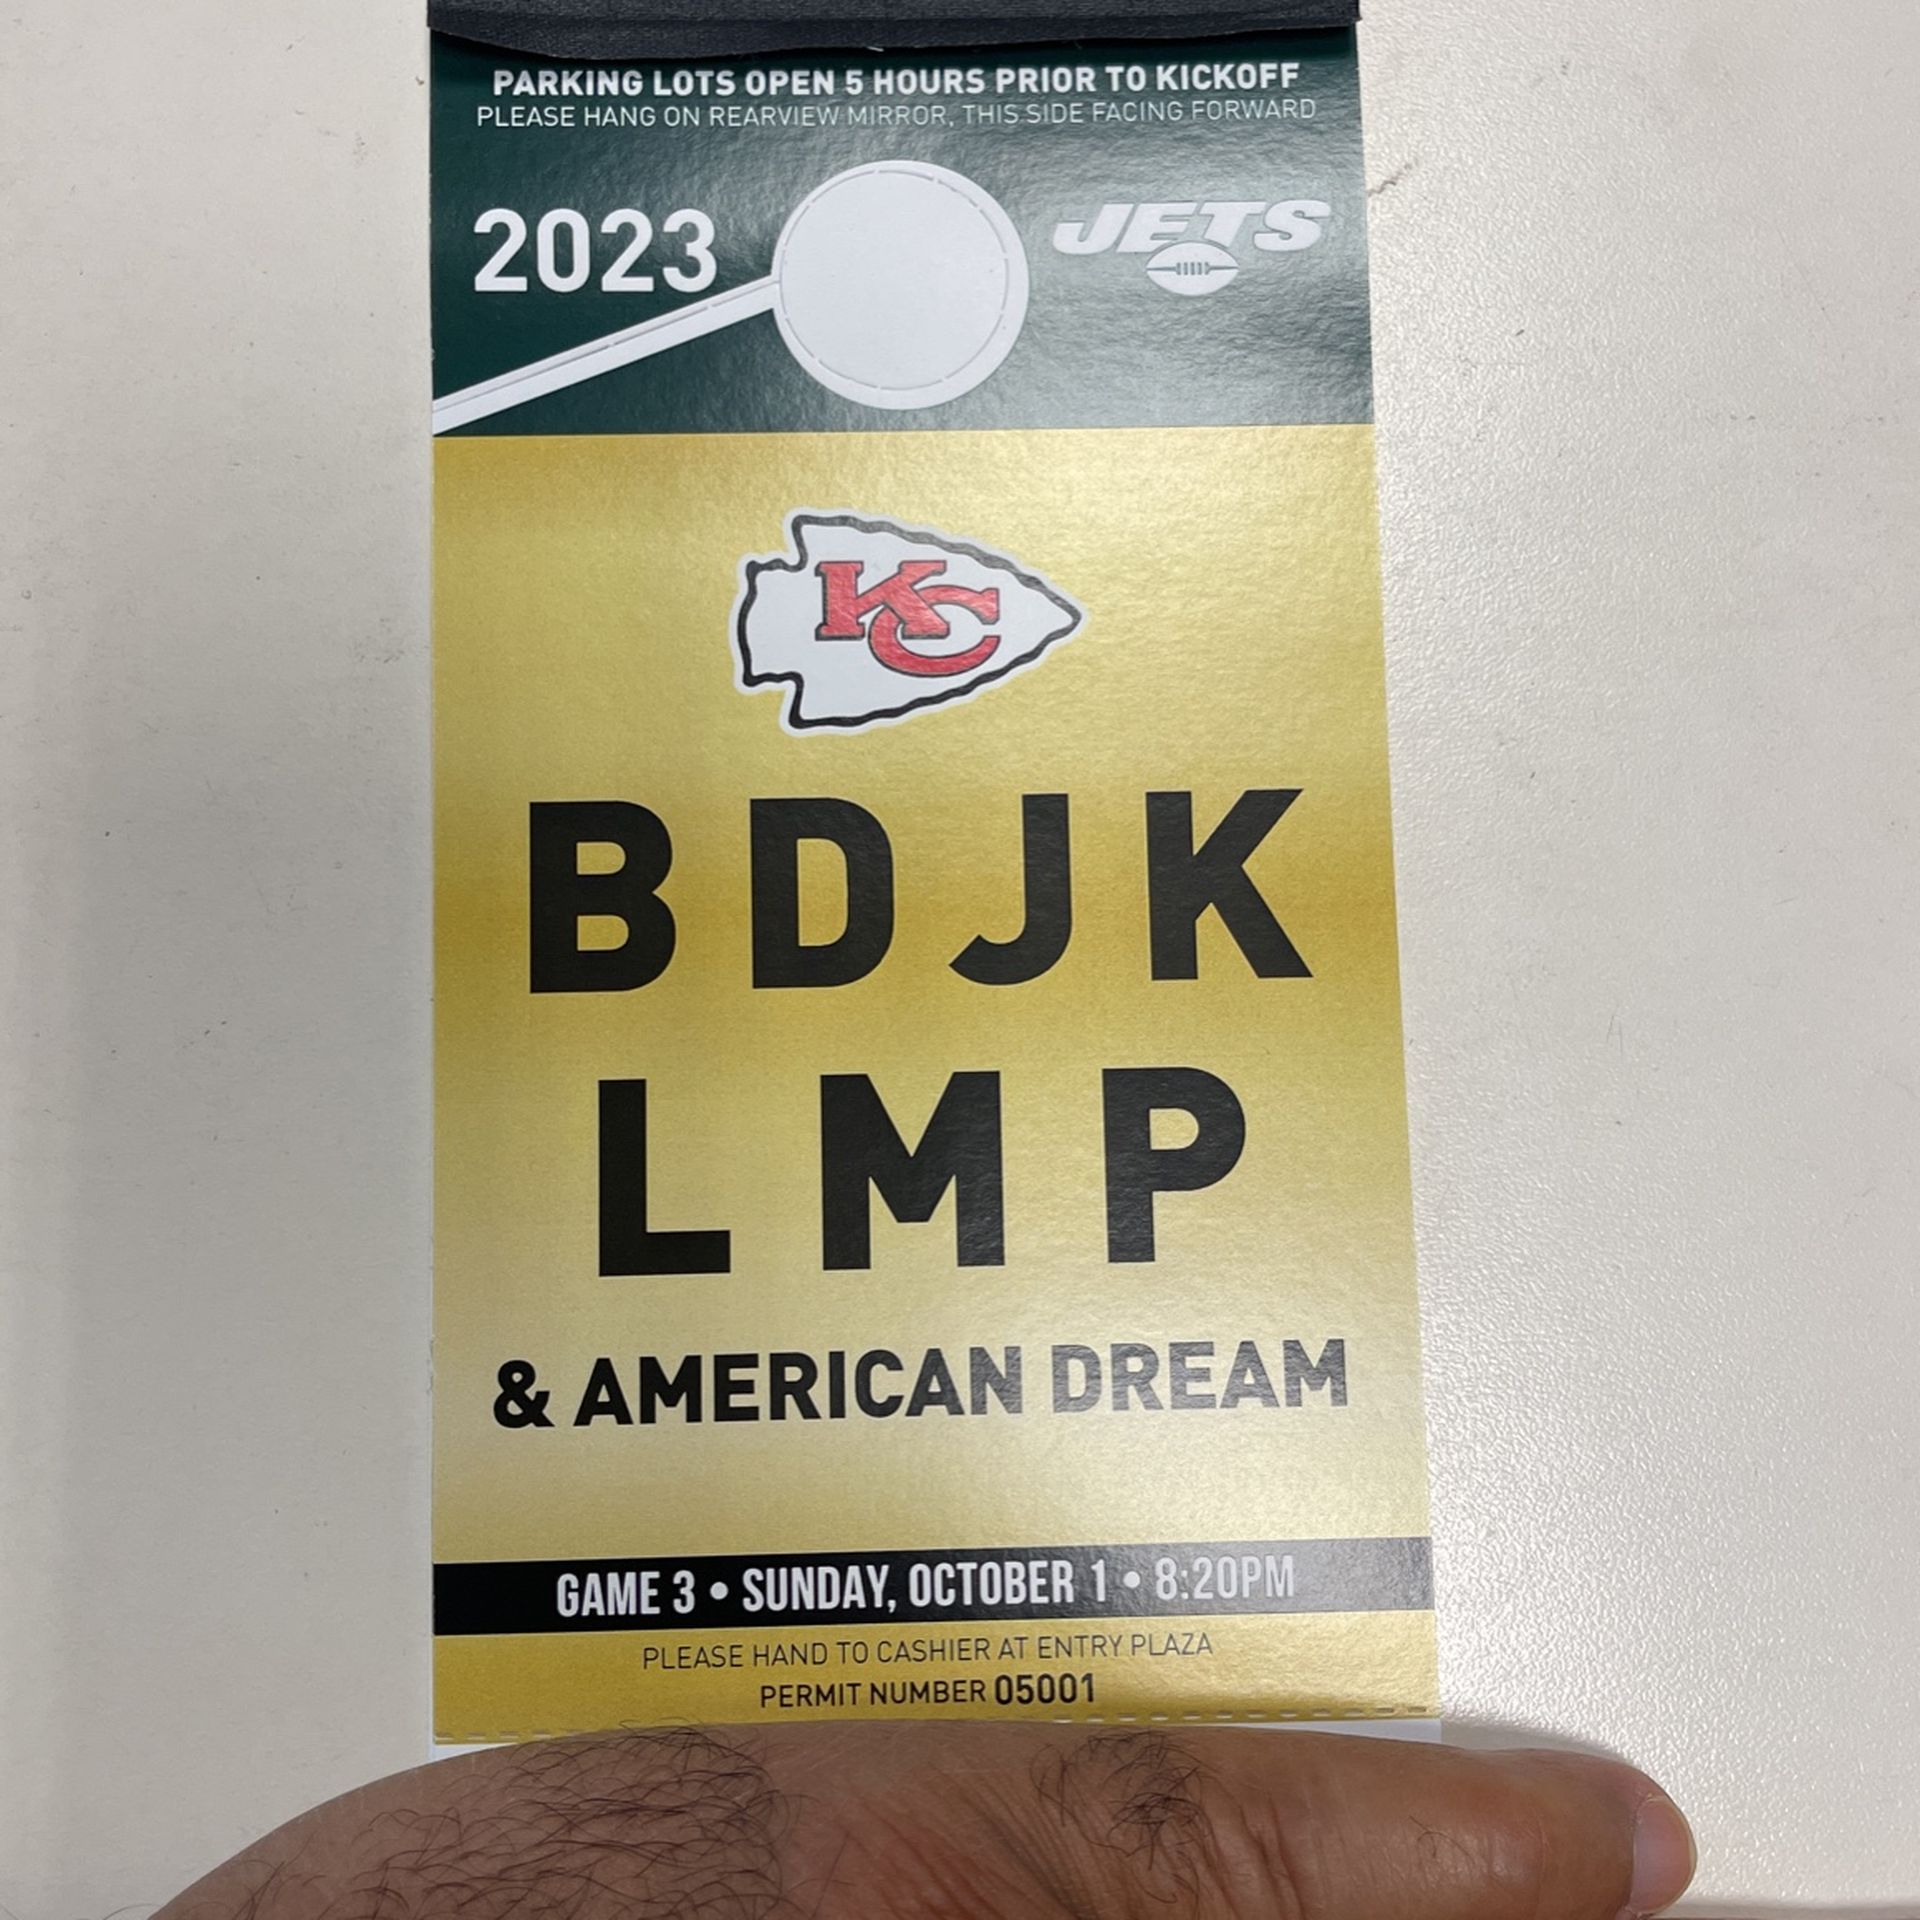 PARKING LOTS OPEN 5 HOURS PRIOR TO KICKOFF
PLEASE HANG ON REARVIEW MIRROR, THIS SIDE FACING FORWARD
2023
JETS
KC
B D J K
L M P
& AMERICAN DREAM
GAME 3 • SUNDAY, OCTOBER 1 • 8:20PM
PLEASE HAND TO CASHIER AT ENTRY PLAZA
PERMIT NUMBER 05001